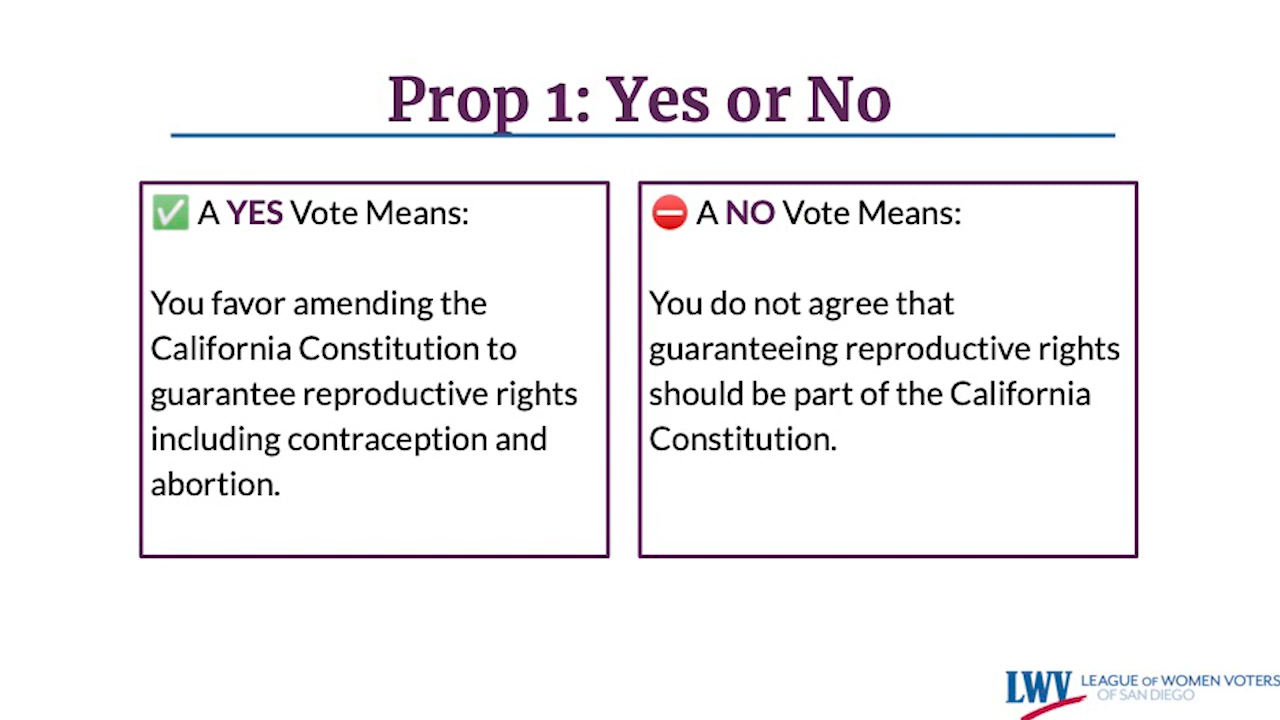 Prop 1: Yes or No
✅ A YES Vote Means:
You favor amending the
California Constitution to
guarantee reproductive rights
including contraception and
abortion.
⛔ A NO Vote Means:
You do not agree that
guaranteeing reproductive rights
should be part of the California
Constitution.
LWV LEAGUE OF WOMEN VOTERS
OF SAN DIEGO